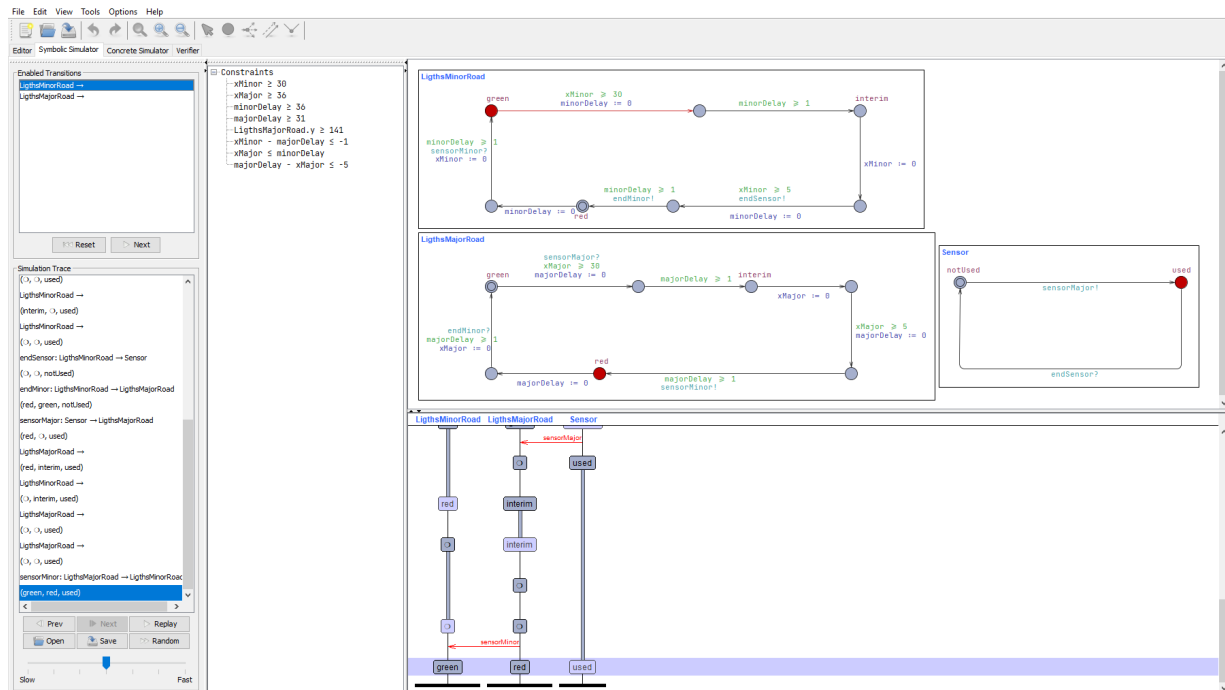 File Edit View Tools Options Help
Editor Symbolic Simulator Concrete Simulator Verifier
Enabled Transitions
LigthsMinorRoad →
LigthsMajorRoad →
Reset Next
Simulation Trace
(❍, ❍, used)
LigthsMinorRoad →
(interim, ❍, used)
LigthsMinorRoad →
(❍, ❍, used)
endSensor: LigthsMinorRoad → Sensor
(❍, ❍, notUsed)
endMinor: LigthsMinorRoad → LigthsMajorRoad
(red, green, notUsed)
sensorMajor: Sensor → LigthsMajorRoad
(red, ❍, used)
LigthsMajorRoad →
(red, interim, used)
LigthsMinorRoad →
(❍, interim, used)
LigthsMajorRoad →
(❍, ❍, used)
LigthsMajorRoad →
(❍, ❍, used)
sensorMinor: LigthsMajorRoad → LigthsMinorRoad
(green, red, used)
Prev Next Replay
Open Save Random
Slow Fast
Constraints
xMinor ≥ 30
xMajor ≥ 36
minorDelay ≥ 36
majorDelay ≥ 31
LigthsMajorRoad.y ≥ 141
xMinor - majorDelay ≤ -1
xMajor ≤ minorDelay
majorDelay - xMajor ≤ -5
LigthsMinorRoad
green
xMinor ≥ 30
minorDelay := 0
minorDelay ≥ 1
interim
minorDelay ≥ 1
sensorMinor?
xMinor := 0
xMinor := 0
minorDelay := 0
red
minorDelay ≥ 1
endMinor!
xMinor ≥ 5
endSensor!
minorDelay := 0
LigthsMajorRoad
green
sensorMajor?
xMajor ≥ 30
majorDelay := 0
majorDelay ≥ 1
interim
xMajor := 0
endMinor?
majorDelay ≥ 1
xMajor := 0
xMajor ≥ 5
majorDelay := 0
red
majorDelay := 0
majorDelay ≥ 1
sensorMinor!
Sensor
notUsed
used
sensorMajor!
endSensor?
LigthsMinorRoad LigthsMajorRoad Sensor
sensorMajor
used
red interim
interim
sensorMinor
green red used